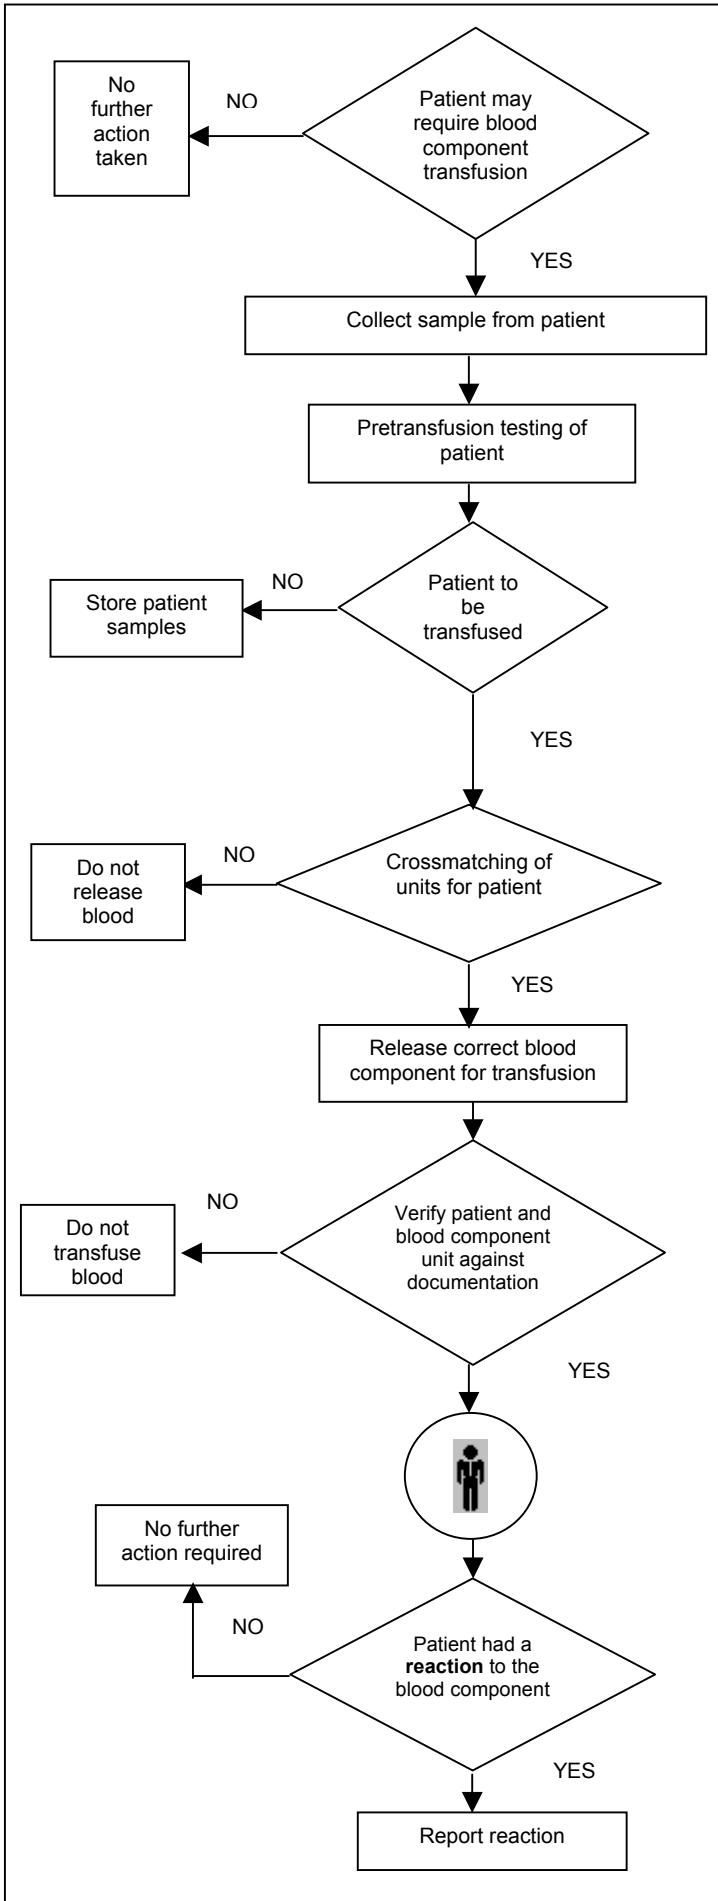 Patient may
require blood
component
transfusion
NO
No
further
action
taken
YES
Collect sample from patient
Pretransfusion testing of
patient
Patient to
be
transfused
NO
Store patient
samples
YES
Crossmatching of
units for patient
NO
Do not
release
blood
YES
Release correct blood
component for transfusion
Verify patient and
blood component
unit against
documentation
NO
Do not
transfuse
blood
YES
Patient had a
reaction to the
blood component
NO
No further
action required
YES
Report reaction